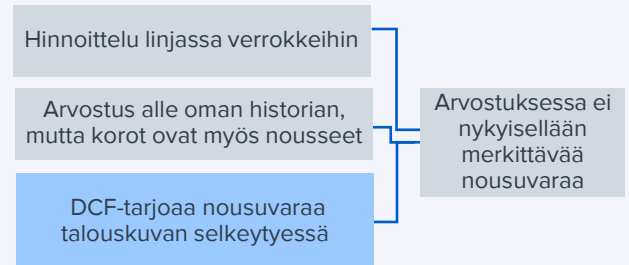 Hinnoittelu linjassa verrokkeihin
Arvostus alle oman historian,
mutta korot ovat myös nousseet
DCF-tarjoaa nousuvaraa
talouskuvan selkeytyessä
Arvostuksessa ei
nykyisellään
merkittävää
nousuvaraa